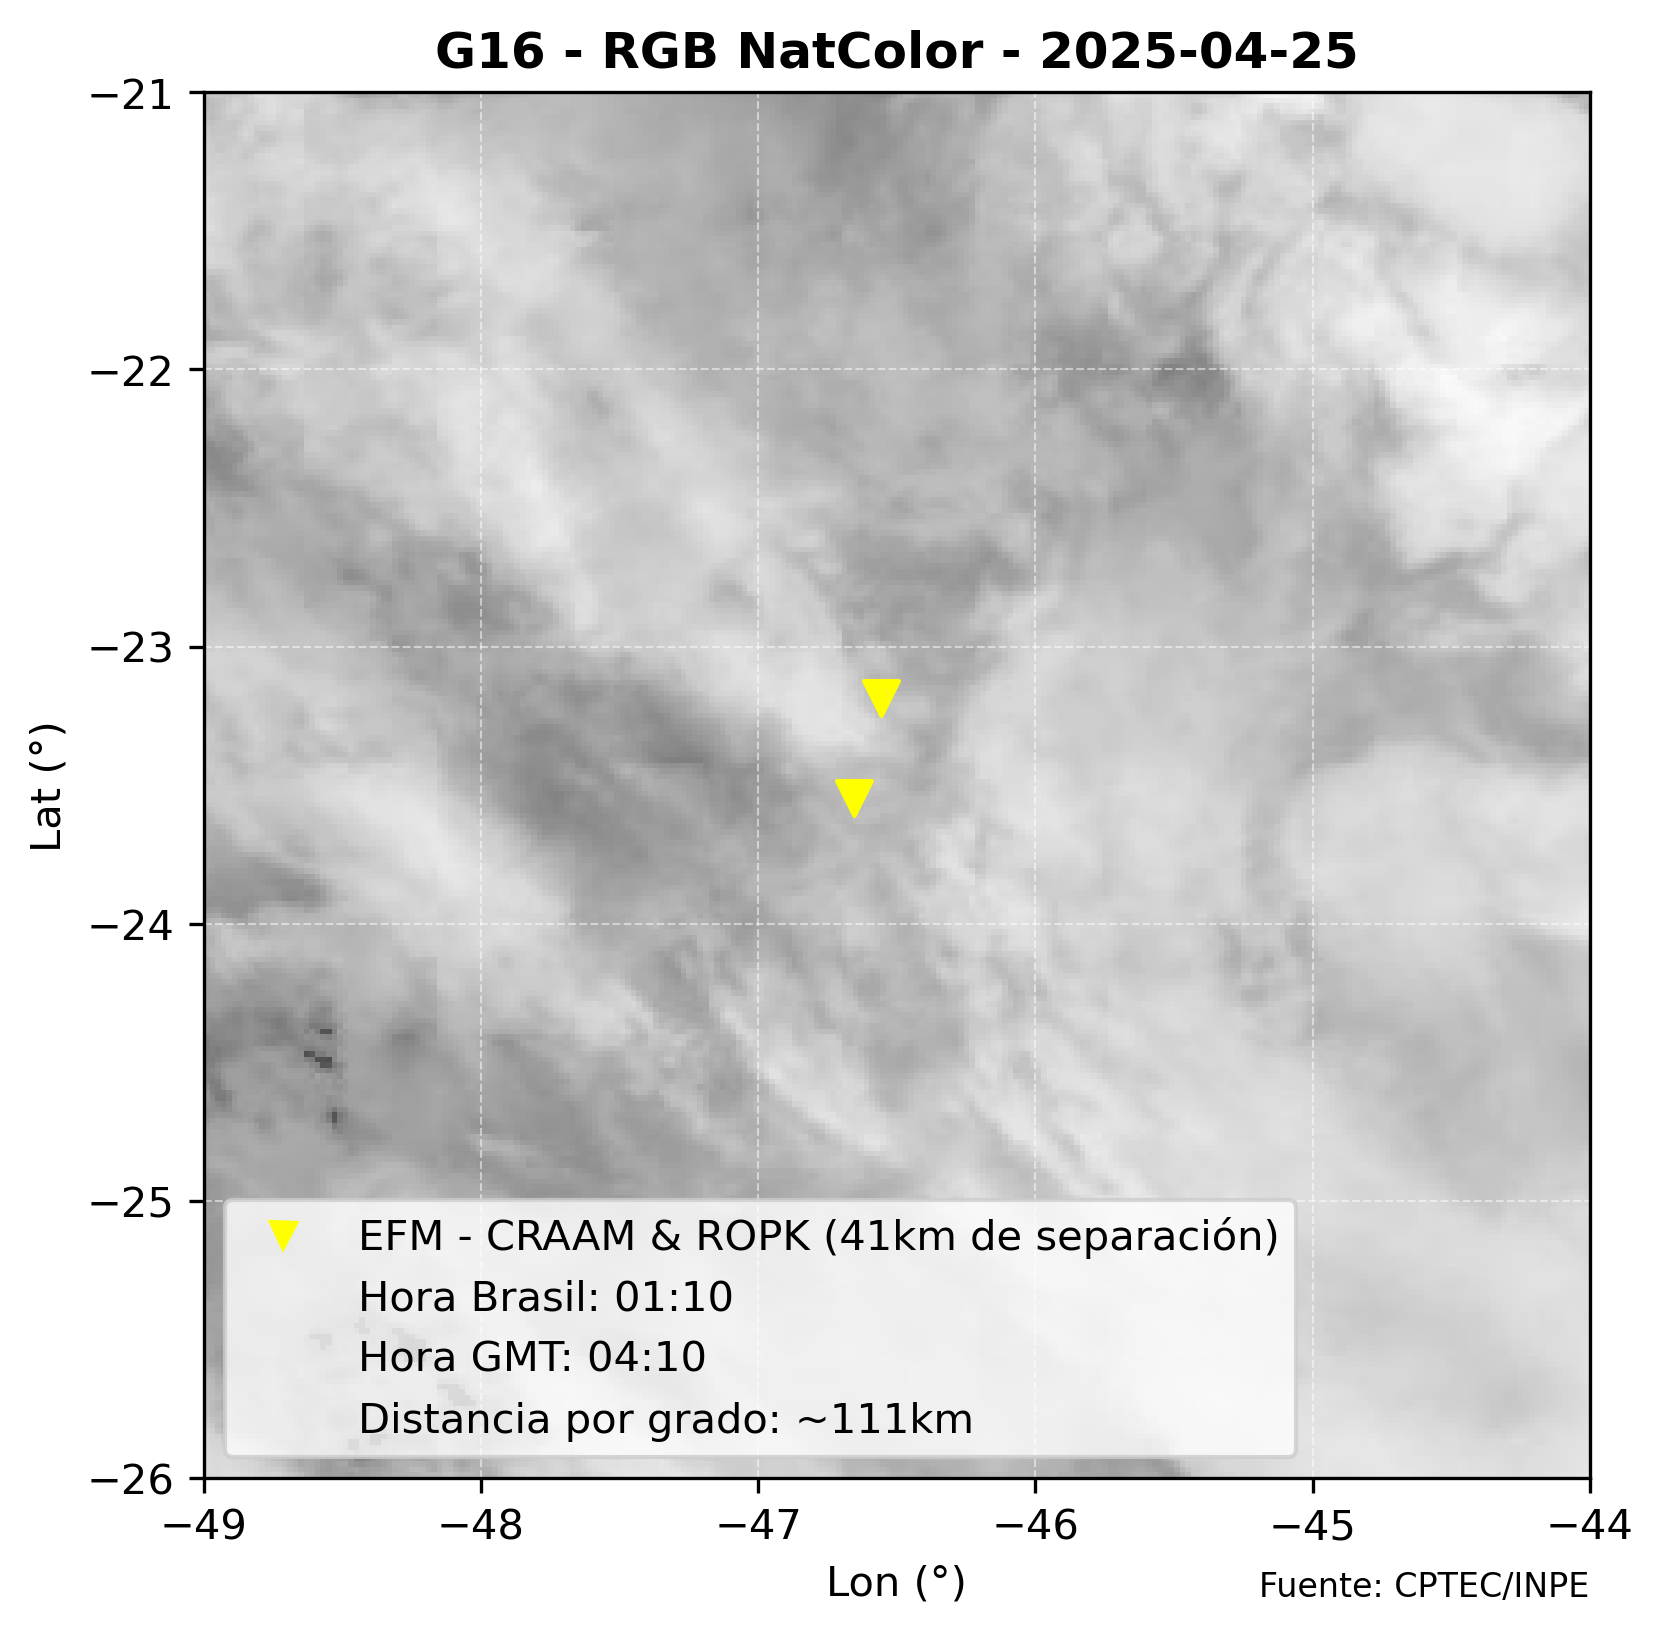 G16 - RGB NatColor - 2025-04-25
−21
−22
−23
−24
−25
−26
Lat (°)
EFM - CRAAM & ROPK (41km de separación)
Hora Brasil: 01:10
Hora GMT: 04:10
Distancia por grado: ~111km
−49 −48 −47 −46 −45 −44
Lon (°)
Fuente: CPTEC/INPE